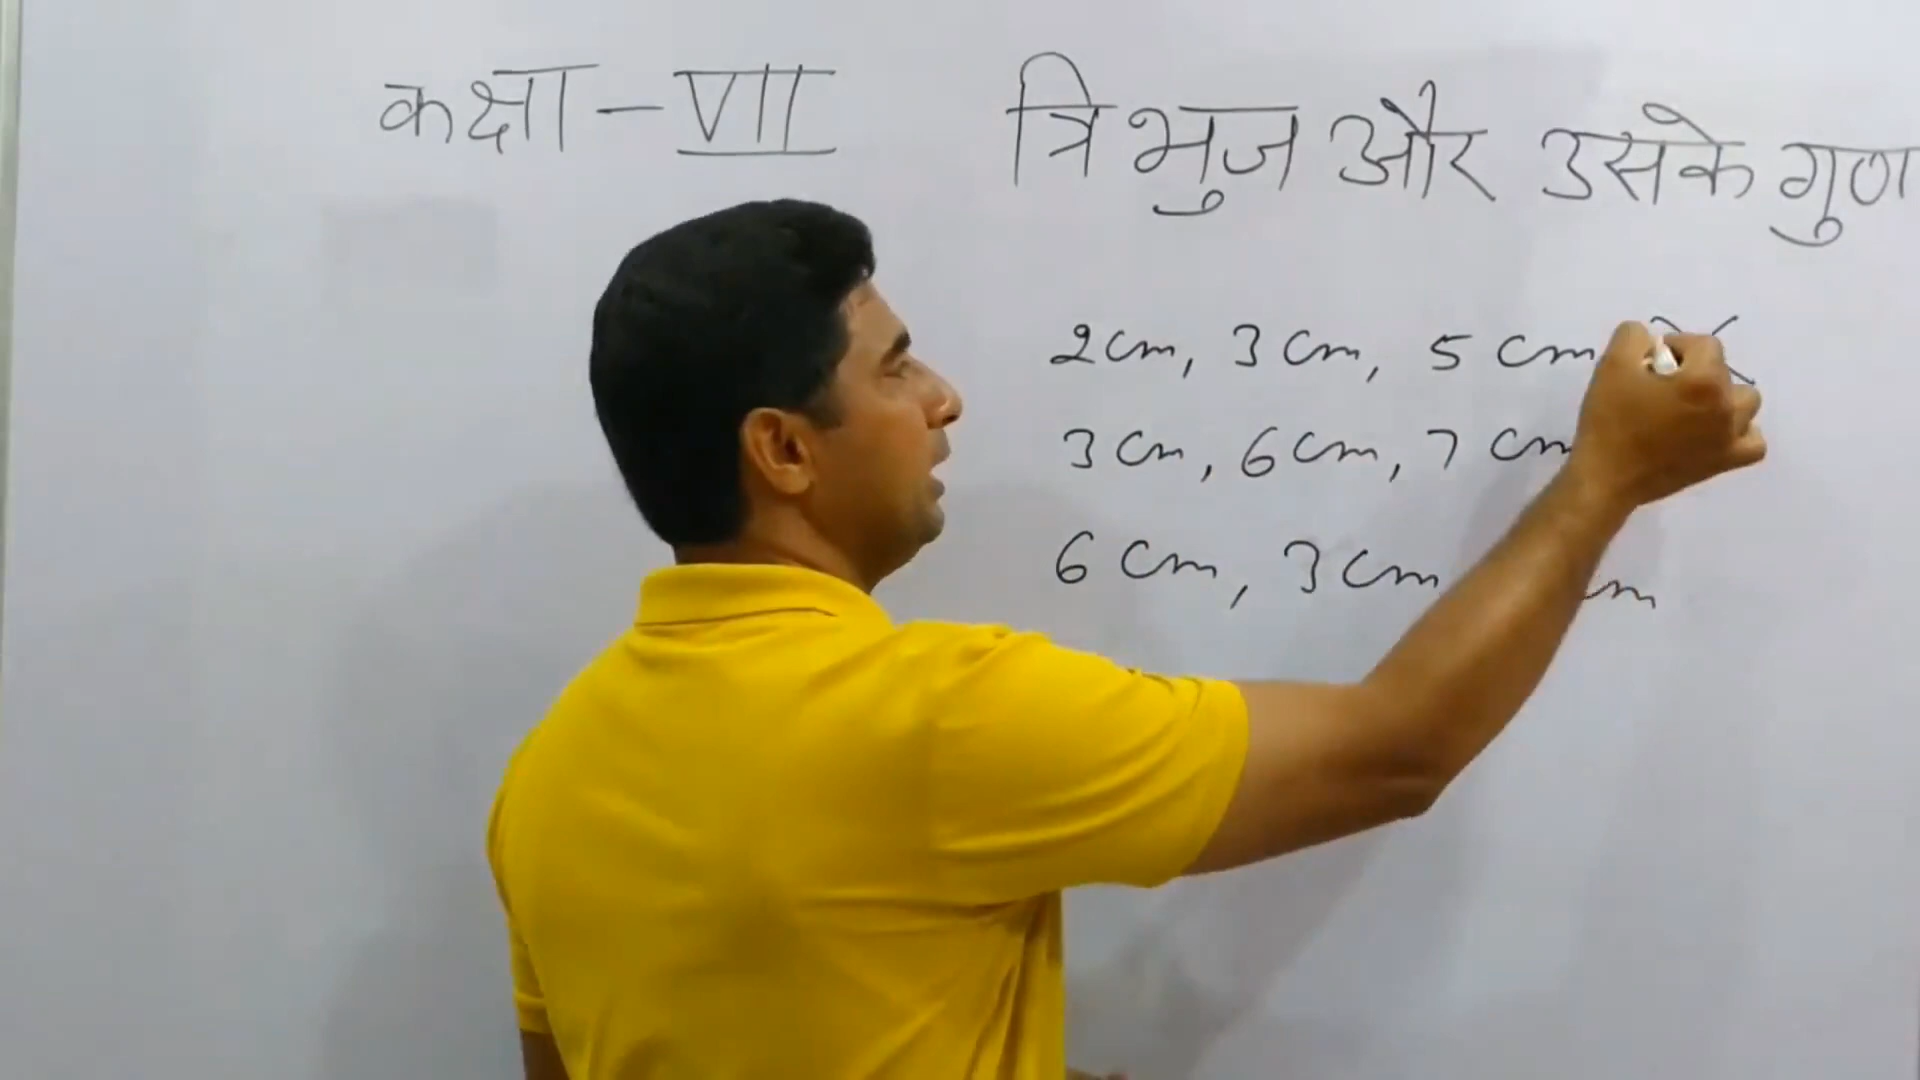 कक्षा - VII
त्रिभुज और उसके गुण
2 cm, 3 cm, 5 cm X
3 cm, 6 cm, 7 cm
6 cm, 3 cm